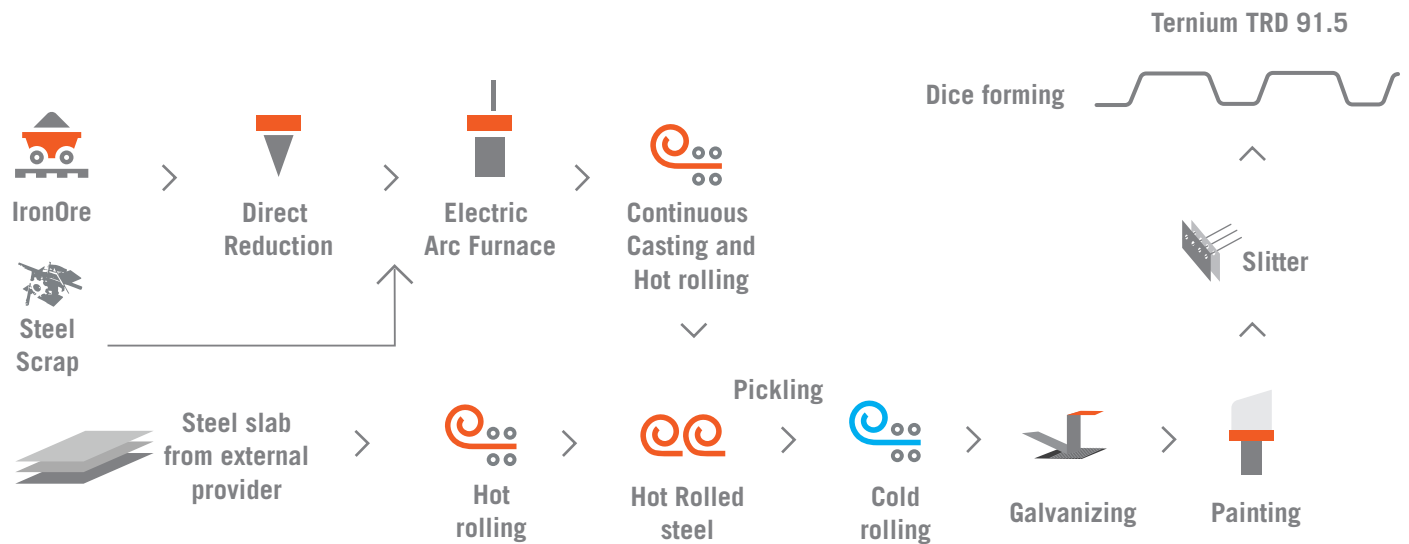 Ternium TRD 91.5
Dice forming
IronOre
Direct
Reduction
Electric
Arc Furnace
Continuous
Casting and
Hot rolling
Slitter
Steel
Scrap
Pickling
Steel slab
from external
provider
Hot
rolling
Hot Rolled
steel
Cold
rolling
Galvanizing
Painting